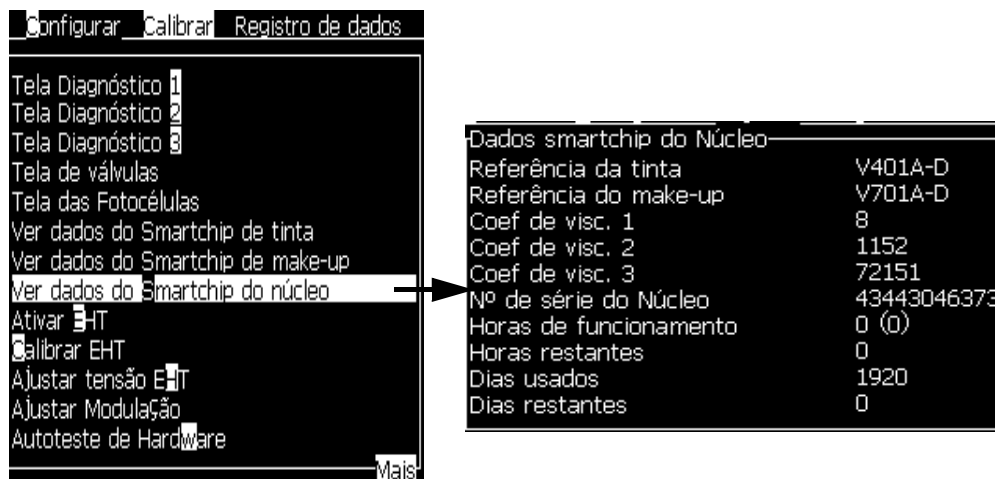 Configurar Calibrar Registro de dados
Tela Diagnóstico 1
Tela Diagnóstico 2
Tela Diagnóstico 3
Tela de válvulas
Tela das Fotocélulas
Ver dados do Smartchip de tinta
Ver dados do Smartchip de make-up
Ver dados do Smartchip do núcleo
Ativar EHT
Calibrar EHT
Ajustar tensão EHT
Ajustar Modulação
Autoteste de Hardware
Mais
Dados smartchip do Núcleo
Referência da tinta V401A-D
Referência do make-up V701A-D
Coef de visc. 1 8
Coef de visc. 2 1152
Coef de visc. 3 72151
Nº de série do Núcleo 43443046373
Horas de funcionamento 0 (0)
Horas restantes 0
Dias usados 1920
Dias restantes 0